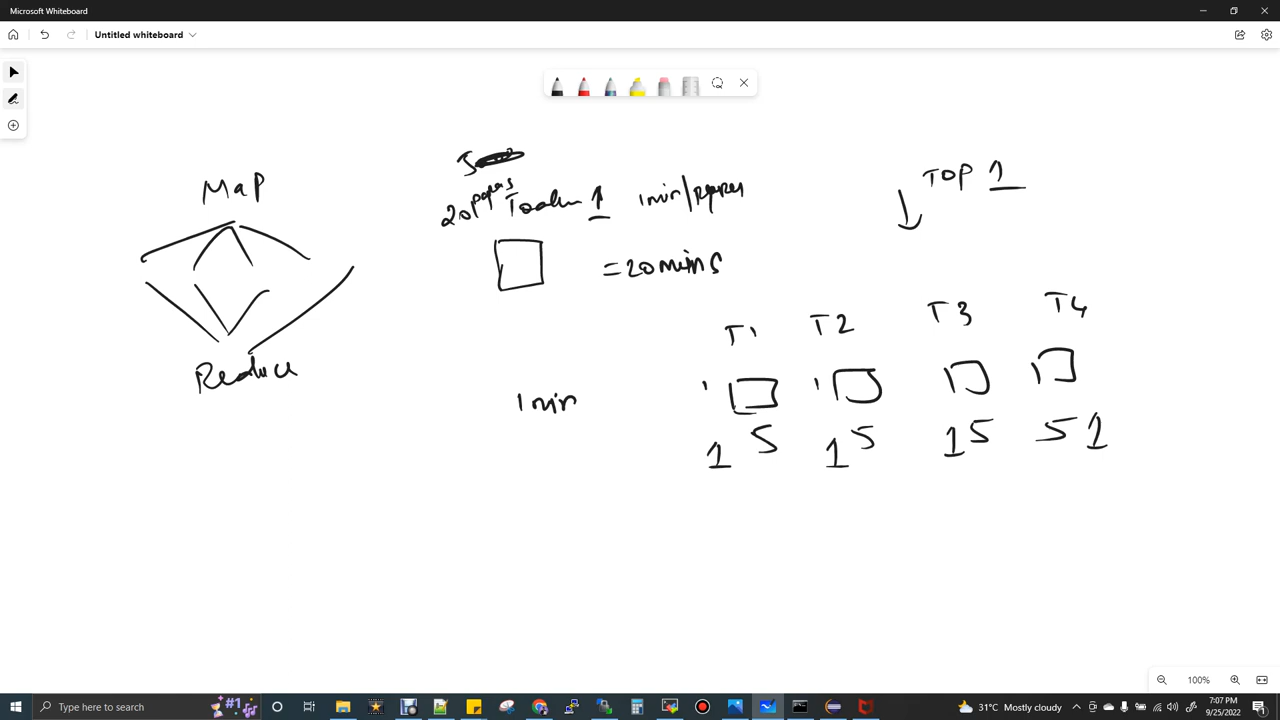 Microsoft Whiteboard
Untitled whiteboard
MaP
Reduce
20 papers
1 1min/
=20mins
TOP 1
T1 T2 T3 T4
1min
1 5 1 5 1 5 5 1
100%
Type here to search
#1
31°C Mostly cloudy
7:07 PM
9/25/2022